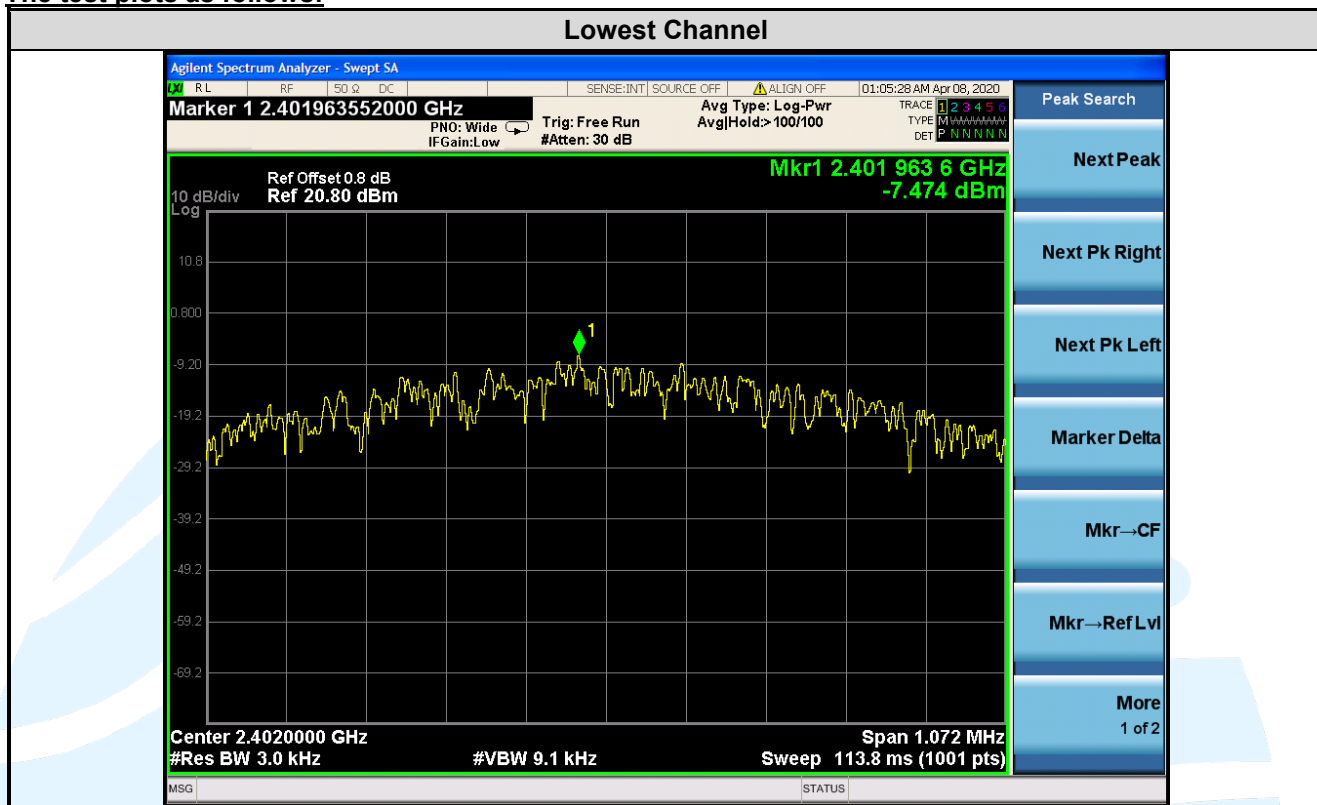 The test plots as follows:
Lowest Channel
Agilent Spectrum Analyzer - Swept SA
LXI RL RF 50 Ω DC SENSE:INT SOURCE OFF ALIGN OFF 01:05:28 AM Apr 08, 2020
Marker 1 2.401963552000 GHz
PNO: Wide
IFGain:Low
Trig: Free Run
#Atten: 30 dB
Avg Type: Log-Pwr
Avg|Hold:>100/100
TRACE 1 2 3 4 5 6
TYPE M WWWWW
DET P N N N N N
Peak Search
Mkr1 2.401 963 6 GHz
-7.474 dBm
Ref Offset 0.8 dB
10 dB/div Ref 20.80 dBm
Log
10.8
0.800
-9.20
-19.2
-29.2
-39.2
-49.2
-59.2
-69.2
1
Center 2.4020000 GHz Span 1.072 MHz
#Res BW 3.0 kHz #VBW 9.1 kHz Sweep 113.8 ms (1001 pts)
Next Peak
Next Pk Right
Next Pk Left
Marker Delta
Mkr→CF
Mkr→Ref Lvl
More
1 of 2
MSG STATUS